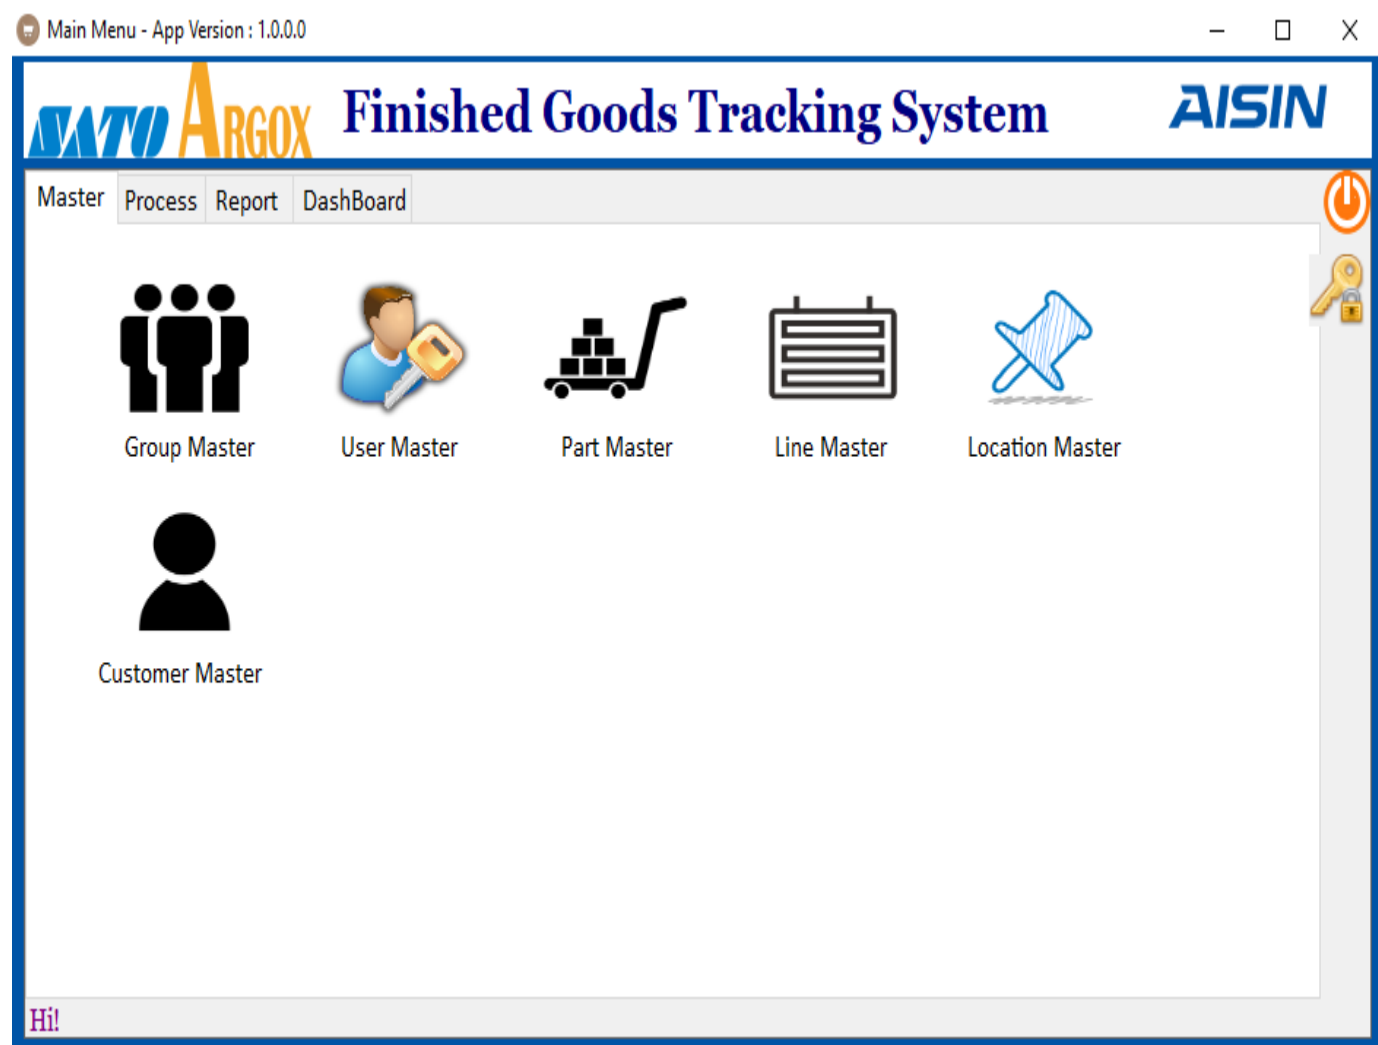 Main Menu - App Version : 1.0.0.0
SATO ARGOX Finished Goods Tracking System AISIN
Master Process Report DashBoard
Group Master User Master Part Master Line Master Location Master
Customer Master
Hi!